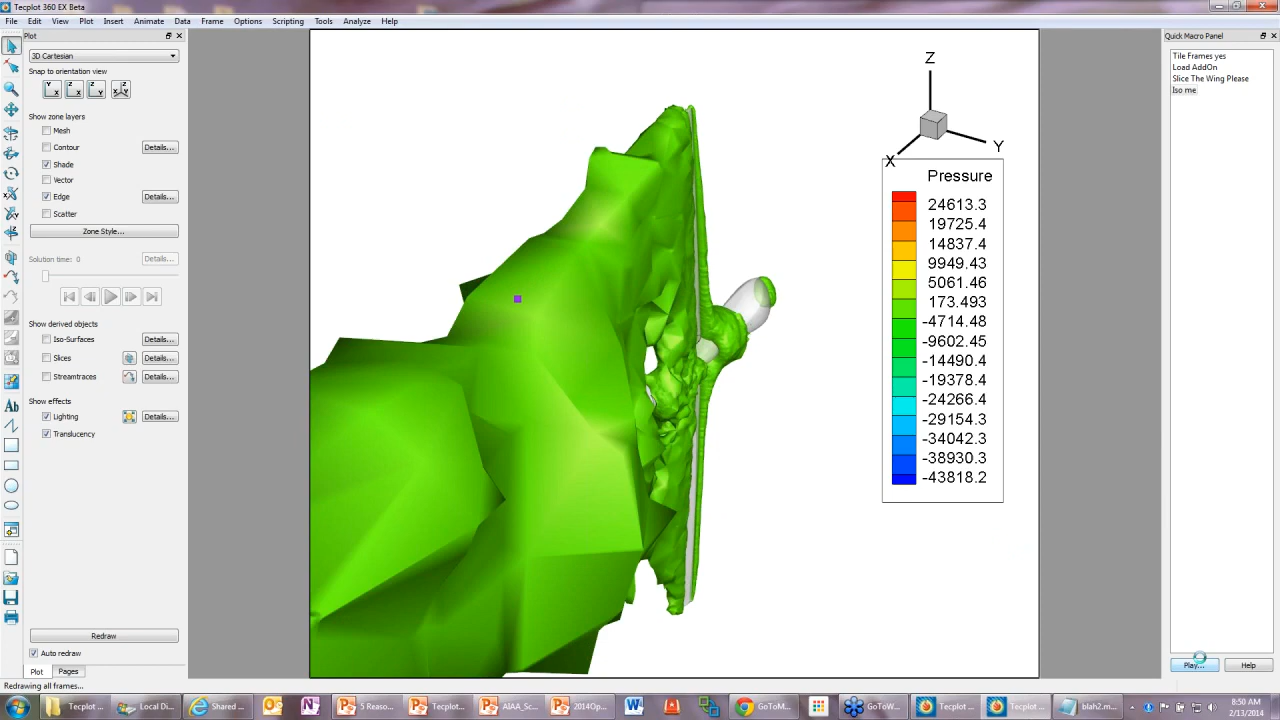 Tecplot 360 EX Beta
File Edit View Plot Insert Animate Data Frame Options Scripting Tools Analyze Help
Plot
3D Cartesian
Snap to orientation view
Show zone layers
Mesh
Contour Details...
Shade
Vector
Edge Details...
Scatter
Zone Style...
Solution time: 0 Details...
Show derived objects
Iso-Surfaces Details...
Slices Details...
Streamtraces Details...
Show effects
Lighting Details...
Translucency
Redraw
Auto redraw
Plot Pages
Redrawing all frames...
Z
Y
X
Pressure
24613.3
19725.4
14837.4
9949.43
5061.46
173.493
-4714.48
-9602.45
-14490.4
-19378.4
-24266.4
-29154.3
-34042.3
-38930.3
-43818.2
Quick Macro Panel
Tile Frames yes
Load AddOn
Slice The Wing Please
Iso me
Play... Help
Tecplot ... Local Di... Shared ... 5 Reaso... Tecplot... AIAA_Sc... 2014Op... GoToM... GoToW... Tecplot ... Tecplot ... blah2.m...
8:50 AM
2/13/2014